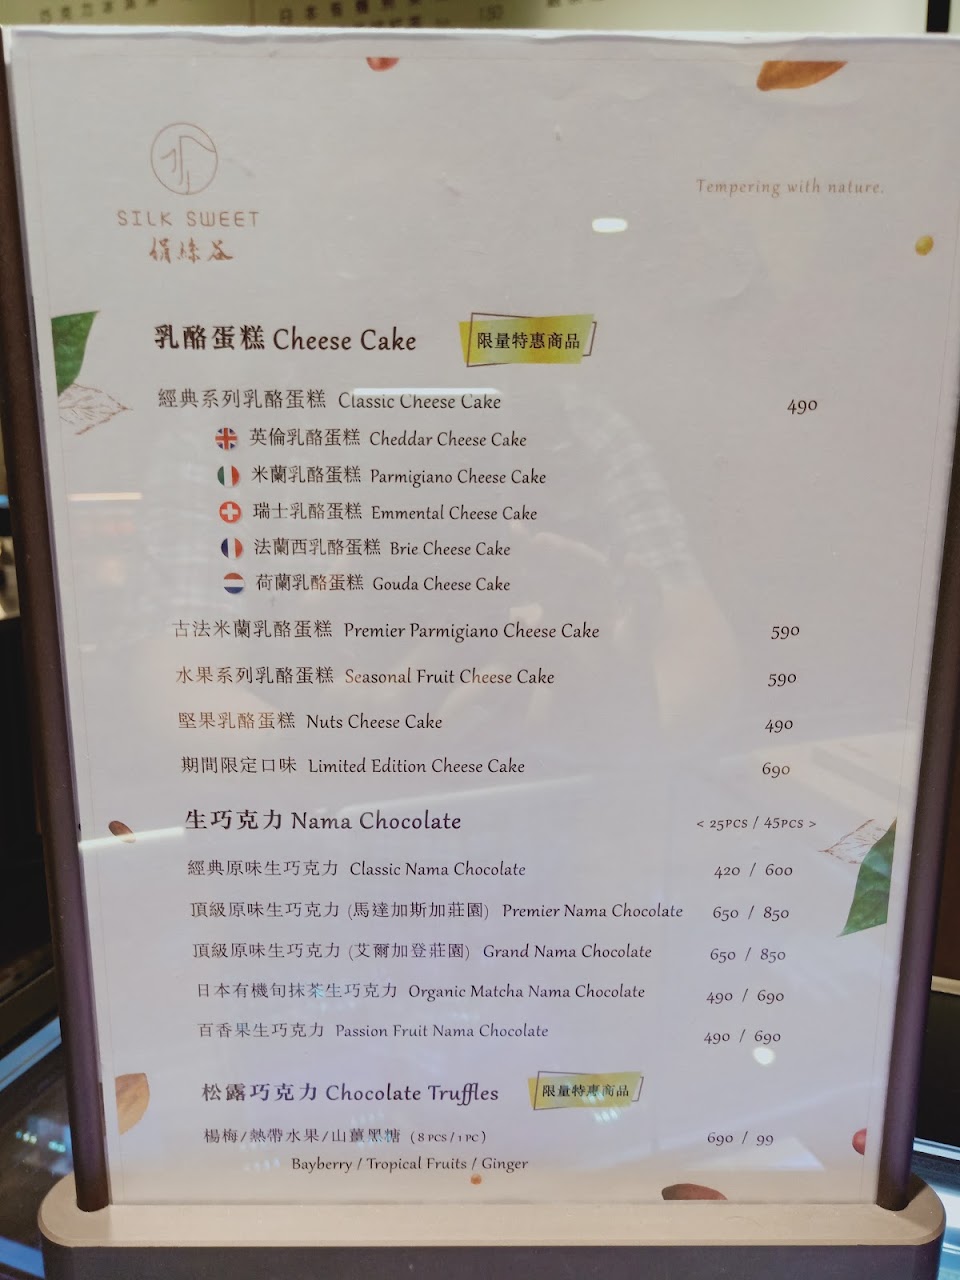 150
SILK SWEET
絹絲谷
Tempering with nature.
乳酪蛋糕 Cheese Cake 限量特惠商品
經典系列乳酪蛋糕 Classic Cheese Cake 490
英倫乳酪蛋糕 Cheddar Cheese Cake
米蘭乳酪蛋糕 Parmigiano Cheese Cake
瑞士乳酪蛋糕 Emmental Cheese Cake
法蘭西乳酪蛋糕 Brie Cheese Cake
荷蘭乳酪蛋糕 Gouda Cheese Cake
古法米蘭乳酪蛋糕 Premier Parmigiano Cheese Cake 590
水果系列乳酪蛋糕 Seasonal Fruit Cheese Cake 590
堅果乳酪蛋糕 Nuts Cheese Cake 490
期間限定口味 Limited Edition Cheese Cake 690
生巧克力 Nama Chocolate < 25PCS / 45PCS >
經典原味生巧克力 Classic Nama Chocolate 420 / 600
頂級原味生巧克力 (馬達加斯加莊園) Premier Nama Chocolate 650 / 850
頂級原味生巧克力 (艾爾加登莊園) Grand Nama Chocolate 650 / 850
日本有機旬抹茶生巧克力 Organic Matcha Nama Chocolate 490 / 690
百香果生巧克力 Passion Fruit Nama Chocolate 490 / 690
松露巧克力 Chocolate Truffles 限量特惠商品
楊梅/熱帶水果/山薑黑糖 (8 PCS / 1 PC) 690 / 99
Bayberry / Tropical Fruits / Ginger